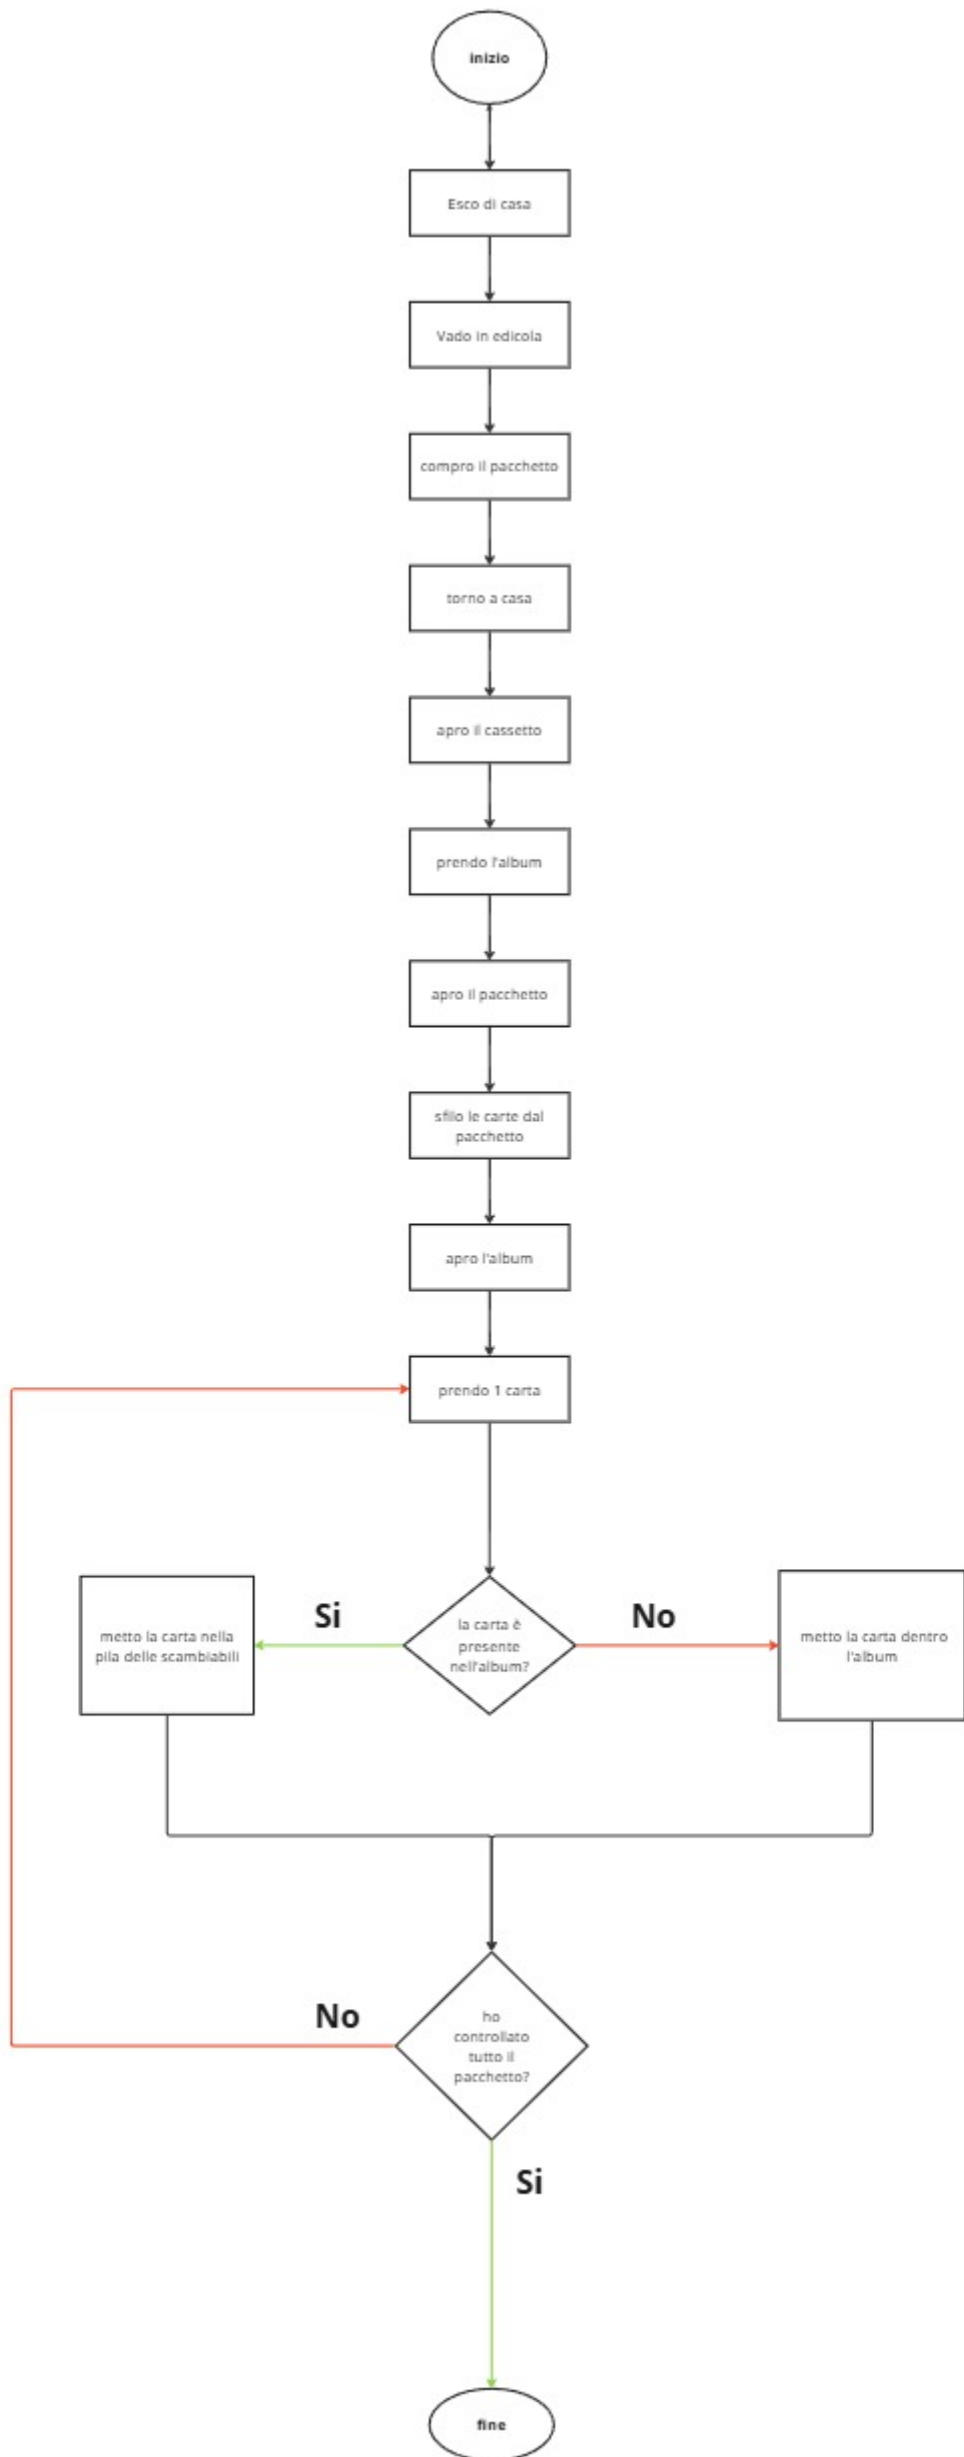 inizio
Esco di casa
Vado in edicola
compro il pacchetto
torno a casa
apro il cassetto
prendo l'album
apro il pacchetto
sfilo le carte dal
pacchetto
apro l'album
prendo 1 carta
metto la carta nella
pila delle scambiabili
Si
la carta è
presente
nell'album?
No
metto la carta dentro
l'album
No
ho
controllato
tutto il
pacchetto?
Si
fine